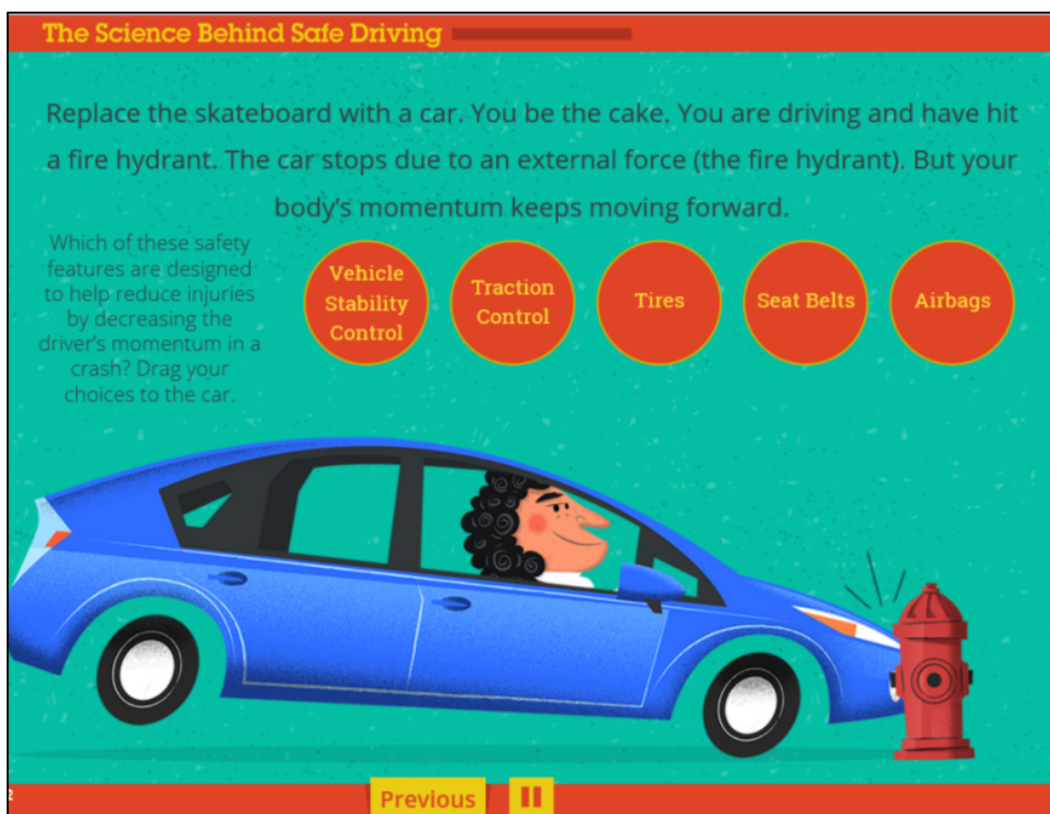 The Science Behind Safe Driving
Replace the skateboard with a car. You be the cake. You are driving and have hit
a fire hydrant. The car stops due to an external force (the fire hydrant). But your
body's momentum keeps moving forward.
Which of these safety
features are designed
to help reduce injuries
by decreasing the
driver's momentum in a
crash? Drag your
choices to the car.
Vehicle
Stability
Control
Traction
Control
Tires
Seat Belts
Airbags
Previous